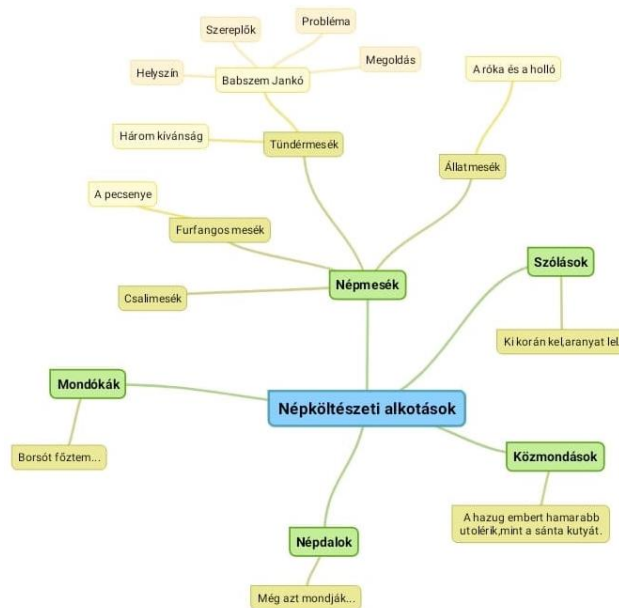 Szereplők
Probléma
Helyszín
Babszem Jankó
Megoldás
A róka és a holló
Három kívánság
Tündérmesék
Állatmesék
A pecsenye
Furfangos mesék
Csalimesék
Népmesék
Szólások
Ki korán kel,aranyat lel.
Mondókák
Népköltészeti alkotások
Borsót főztem...
Közmondások
A hazug embert hamarabb
utolérik,mint a sánta kutyát.
Népdalok
Még azt mondják...